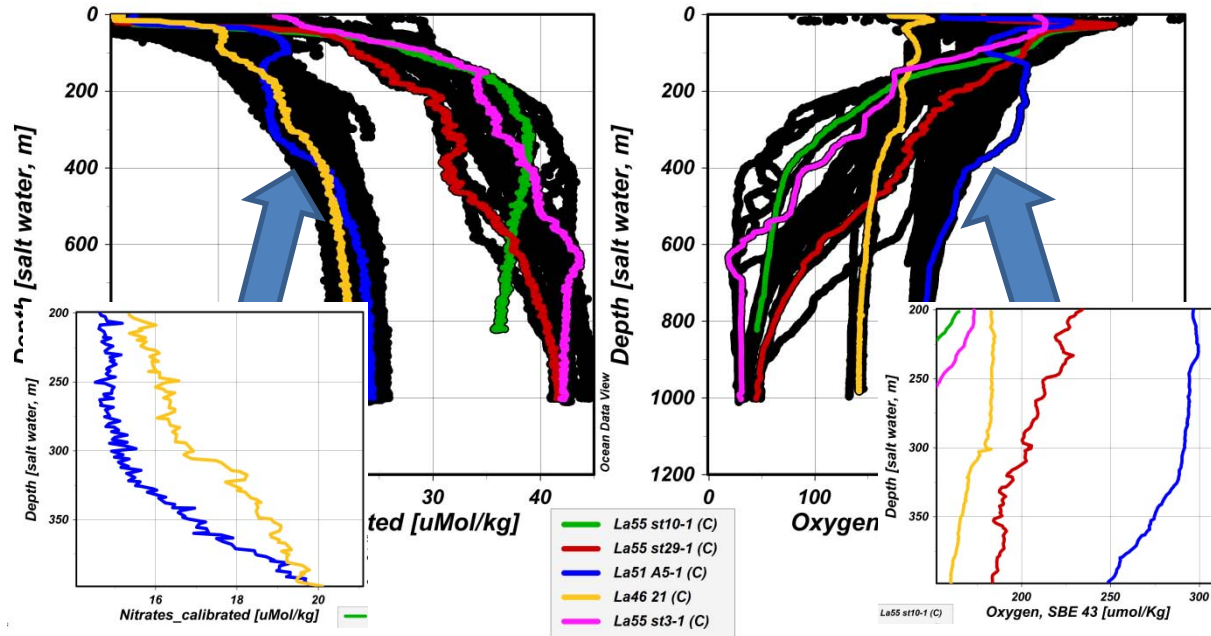 0
200
400
600
Depth [salt water, m]
30
40
ted [uMol/kg]
Ocean Data View
200
250
300
350
Depth [salt water, m]
16
18
20
Nitrates_calibrated [uMol/kg]
0
200
400
600
800
1000
1200
Depth [salt water, m]
0
100
300
Oxygen
La55 st10-1 (C)
La55 st29-1 (C)
La51 A5-1 (C)
La46 21 (C)
La55 st3-1 (C)
200
250
300
350
Depth [salt water, m]
200
250
300
La55 st10-1 (C)
Oxygen, SBE 43 [umol/Kg]